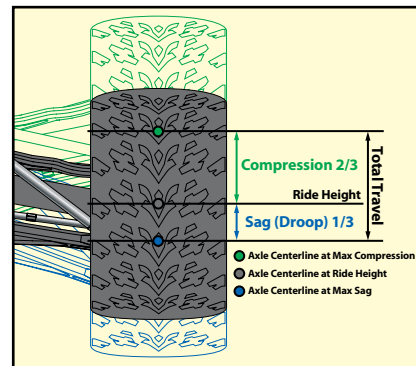 Compression 2/3
Total Travel
Ride Height
Sag (Droop) 1/3
Axle Centerline at Max Compression
Axle Centerline at Ride Height
Axle Centerline at Max Sag